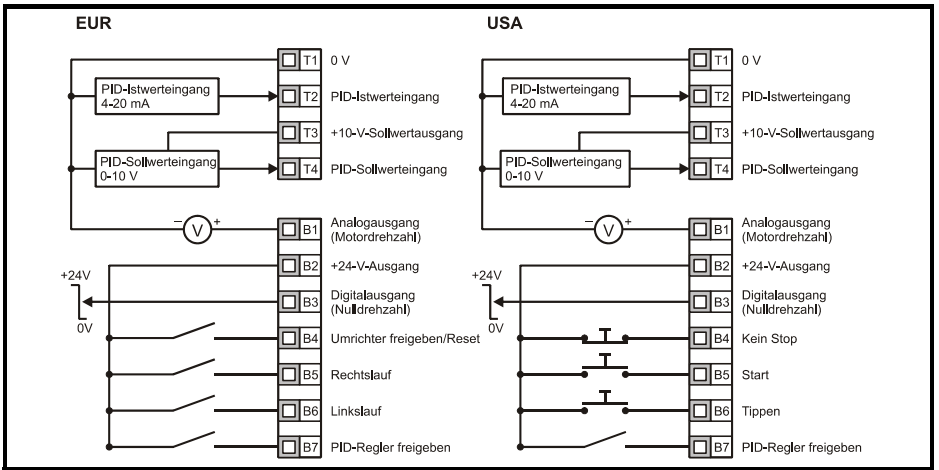 EUR
T1 0 V
PID-Istwerteingang
4-20 mA
T2 PID-Istwerteingang
T3 +10-V-Sollwertausgang
PID-Sollwerteingang
0-10 V
T4 PID-Sollwerteingang
– V +
B1 Analogausgang
(Motordrehzahl)
B2 +24-V-Ausgang
+24V
0V
B3 Digitalausgang
(Nulldrehzahl)
B4 Umrichter freigeben/Reset
B5 Rechtslauf
B6 Linkslauf
B7 PID-Regler freigeben
USA
T1 0 V
PID-Istwerteingang
4-20 mA
T2 PID-Istwerteingang
T3 +10-V-Sollwertausgang
PID-Sollwerteingang
0-10 V
T4 PID-Sollwerteingang
– V +
B1 Analogausgang
(Motordrehzahl)
B2 +24-V-Ausgang
+24V
0V
B3 Digitalausgang
(Nulldrehzahl)
B4 Kein Stop
B5 Start
B6 Tippen
B7 PID-Regler freigeben